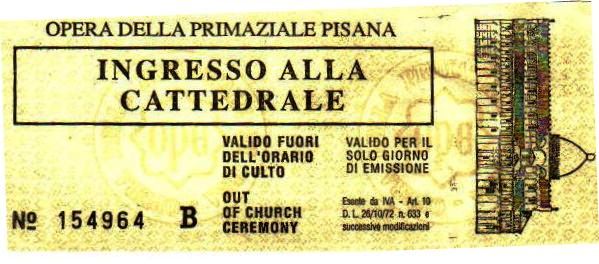 OPERA DELLA PRIMAZIALE PISANA
INGRESSO ALLA
CATTEDRALE
VALIDO FUORI
DELL'ORARIO
DI CULTO
VALIDO PER IL
SOLO GIORNO
DI EMISSIONE
OUT
OF CHURCH
CEREMONY
Esente da IVA - Art. 10
D. L. 26/10/72 n. 633 e
successive modificazioni
Nº 154964 B